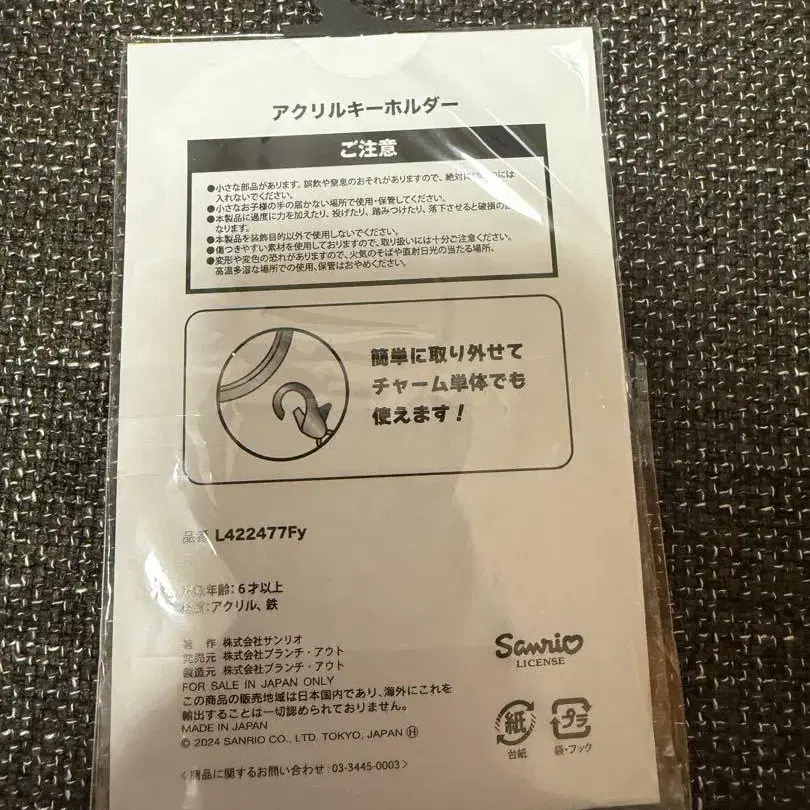 アクリルキーホルダー
ご注意
●小さな部品があります。誤飲や窒息のおそれがありますので、絶対に には
入れないでください。
●小さなお子様の手の届かない場所で使用・保管してください。
●本製品に過度に力を加えたり、投げたり、踏みつけたり、落下させると破損の
なります。
●本製品を装飾目的以外で使用しないでください。
●傷つきやすい素材を使用しておりますので、取り扱いには十分ご注意ください。
●変形や変色の恐れがありますので、火気のそばや直射日光の当たる場所、
高温多湿な場所での使用、保管はおやめください。
簡単に取り外せて
チャーム単体でも
使えます!
品番 L422477Fy
年齢:6才以上
:アクリル、鉄
著 作 株式会社サンリオ
発売元 株式会社ブランチ・アウト
製造元 株式会社ブランチ・アウト
FOR SALE IN JAPAN ONLY
この商品の販売地域は日本国内であり、海外にこれを
輸出することは一切認められておりません。
MADE IN JAPAN
© 2024 SANRIO CO., LTD. TOKYO, JAPAN Ⓗ
<商品に関するお問い合わせ:03-3445-0003>
Sanrio
LICENSE
紙
台紙
プラ
袋・フック